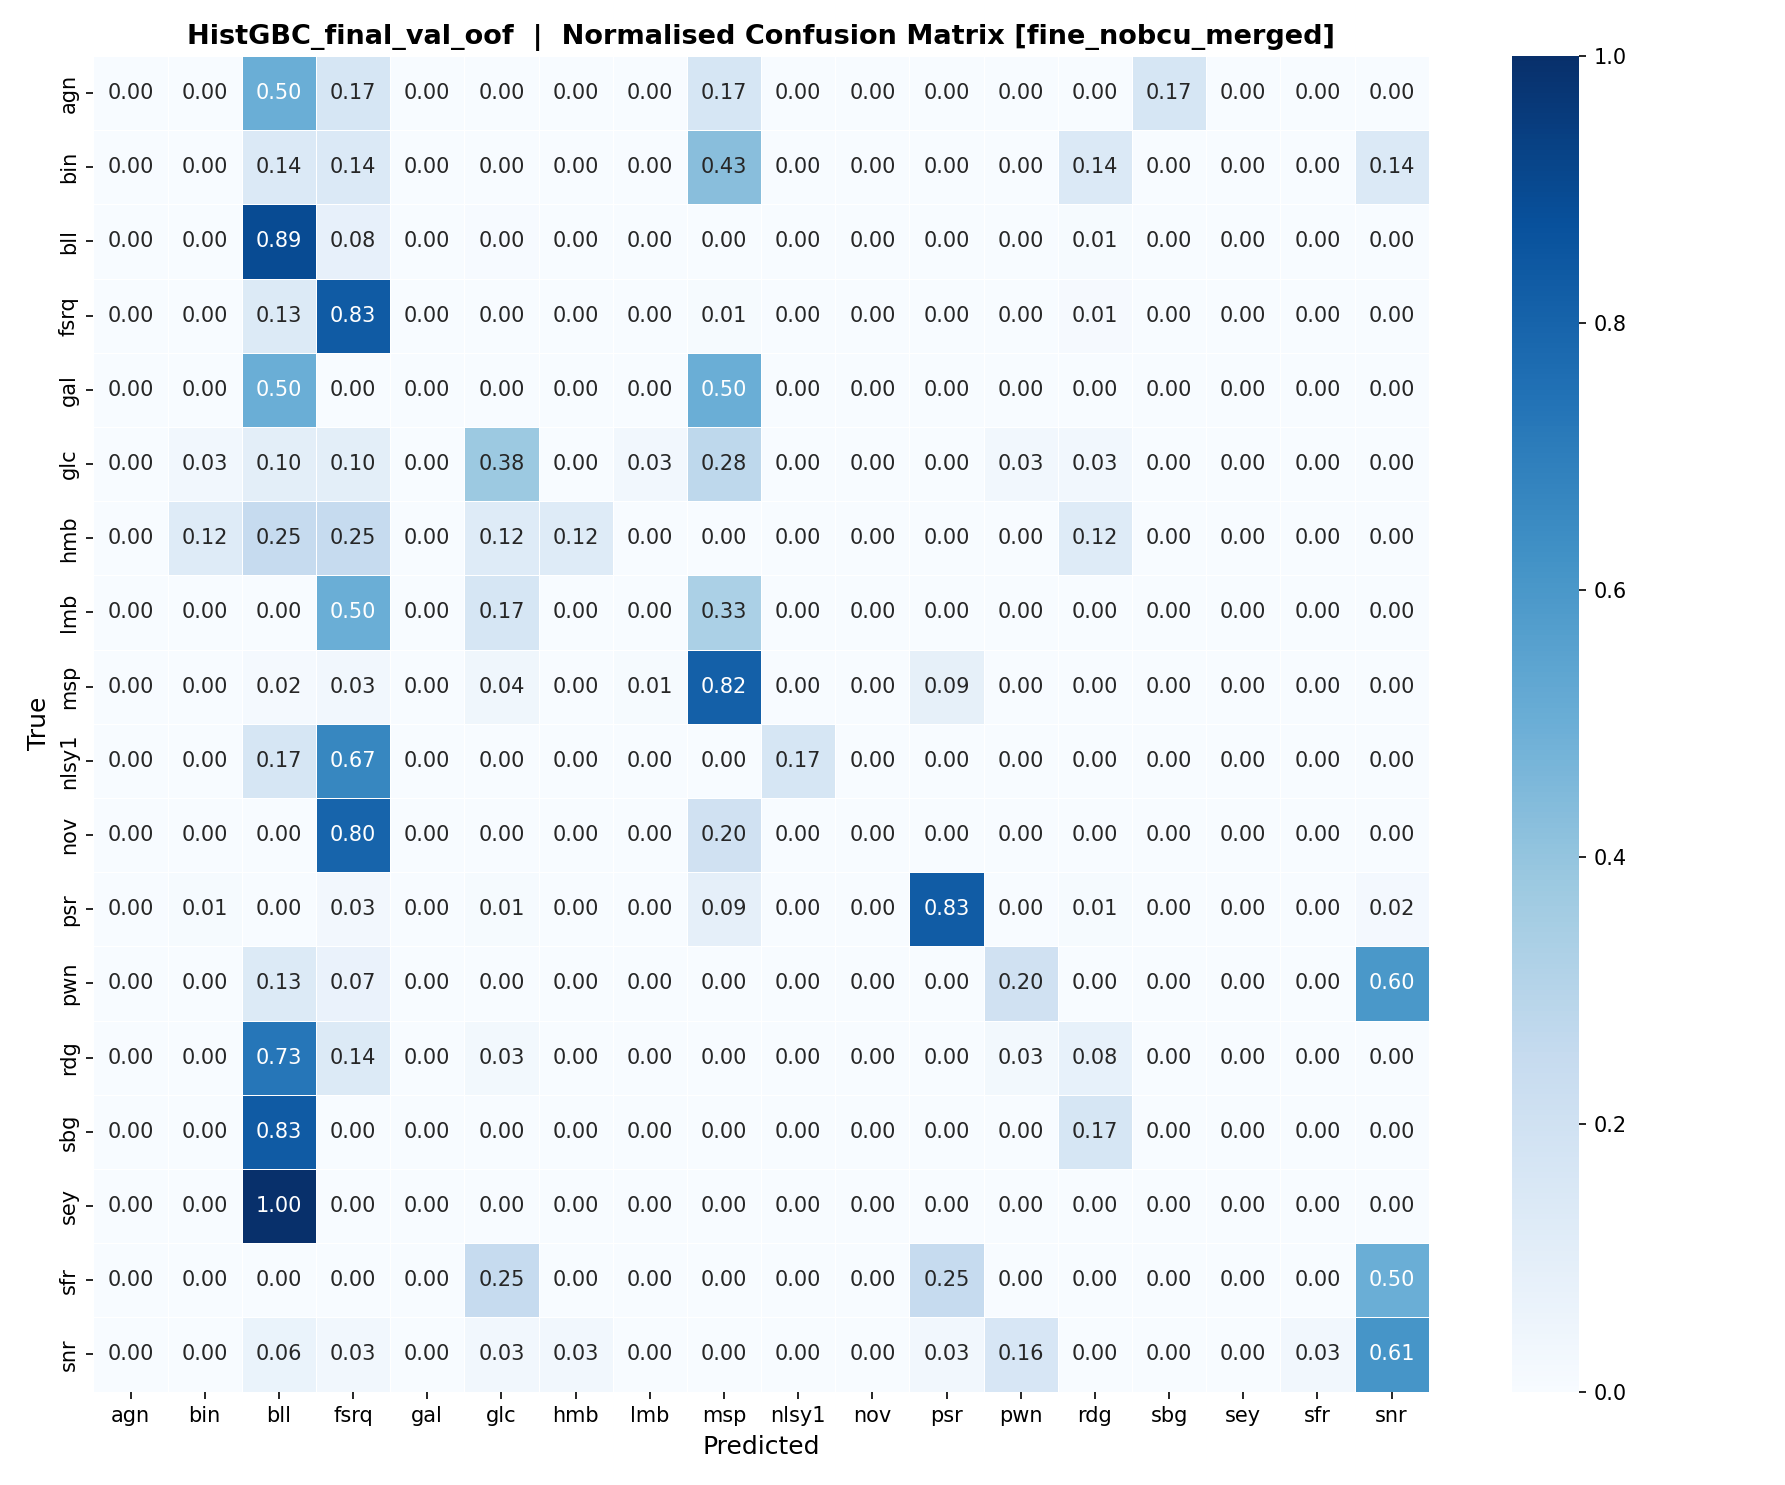 HistGBC_final_val_oof | Normalised Confusion Matrix [fine_nobcu_merged]
agn 0.00 0.00 0.50 0.17 0.00 0.00 0.00 0.00 0.17 0.00 0.00 0.00 0.00 0.00 0.17 0.00 0.00 0.00
bin 0.00 0.00 0.14 0.14 0.00 0.00 0.00 0.00 0.43 0.00 0.00 0.00 0.00 0.14 0.00 0.00 0.00 0.14
bll 0.00 0.00 0.89 0.08 0.00 0.00 0.00 0.00 0.00 0.00 0.00 0.00 0.00 0.01 0.00 0.00 0.00 0.00
fsrq 0.00 0.00 0.13 0.83 0.00 0.00 0.00 0.00 0.01 0.00 0.00 0.00 0.00 0.01 0.00 0.00 0.00 0.00
gal 0.00 0.00 0.50 0.00 0.00 0.00 0.00 0.00 0.50 0.00 0.00 0.00 0.00 0.00 0.00 0.00 0.00 0.00
glc 0.00 0.03 0.10 0.10 0.00 0.38 0.00 0.03 0.28 0.00 0.00 0.00 0.03 0.03 0.00 0.00 0.00 0.00
hmb 0.00 0.12 0.25 0.25 0.00 0.12 0.12 0.00 0.00 0.00 0.00 0.00 0.00 0.12 0.00 0.00 0.00 0.00
lmb 0.00 0.00 0.00 0.50 0.00 0.17 0.00 0.00 0.33 0.00 0.00 0.00 0.00 0.00 0.00 0.00 0.00 0.00
msp 0.00 0.00 0.02 0.03 0.00 0.04 0.00 0.01 0.82 0.00 0.00 0.09 0.00 0.00 0.00 0.00 0.00 0.00
nlsy1 0.00 0.00 0.17 0.67 0.00 0.00 0.00 0.00 0.00 0.17 0.00 0.00 0.00 0.00 0.00 0.00 0.00 0.00
nov 0.00 0.00 0.00 0.80 0.00 0.00 0.00 0.00 0.20 0.00 0.00 0.00 0.00 0.00 0.00 0.00 0.00 0.00
psr 0.00 0.01 0.00 0.03 0.00 0.01 0.00 0.00 0.09 0.00 0.00 0.83 0.00 0.01 0.00 0.00 0.00 0.02
pwn 0.00 0.00 0.13 0.07 0.00 0.00 0.00 0.00 0.00 0.00 0.00 0.00 0.20 0.00 0.00 0.00 0.00 0.60
rdg 0.00 0.00 0.73 0.14 0.00 0.03 0.00 0.00 0.00 0.00 0.00 0.00 0.03 0.08 0.00 0.00 0.00 0.00
sbg 0.00 0.00 0.83 0.00 0.00 0.00 0.00 0.00 0.00 0.00 0.00 0.00 0.00 0.17 0.00 0.00 0.00 0.00
sey 0.00 0.00 1.00 0.00 0.00 0.00 0.00 0.00 0.00 0.00 0.00 0.00 0.00 0.00 0.00 0.00 0.00 0.00
sfr 0.00 0.00 0.00 0.00 0.00 0.25 0.00 0.00 0.00 0.00 0.00 0.25 0.00 0.00 0.00 0.00 0.00 0.50
snr 0.00 0.00 0.06 0.03 0.00 0.03 0.03 0.00 0.00 0.00 0.00 0.03 0.16 0.00 0.00 0.00 0.03 0.61
agn bin bll fsrq gal glc hmb lmb msp nlsy1 nov psr pwn rdg sbg sey sfr snr
Predicted
True
1.0
0.8
0.6
0.4
0.2
0.0